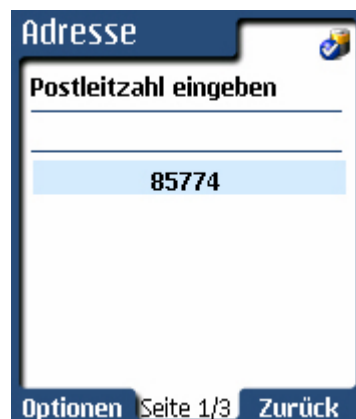 Adresse
Postleitzahl eingeben
85774
Optionen Seite 1/3 Zurück